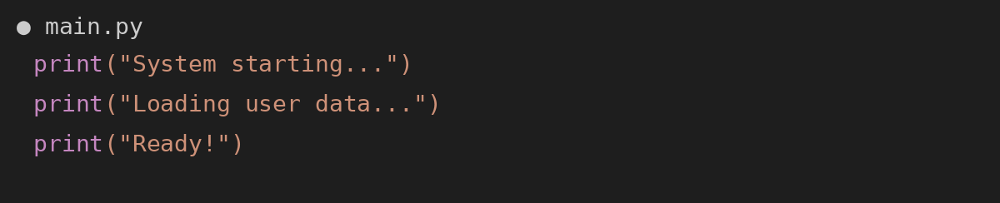 ● main.py
print("System starting...")
print("Loading user data...")
print("Ready!")